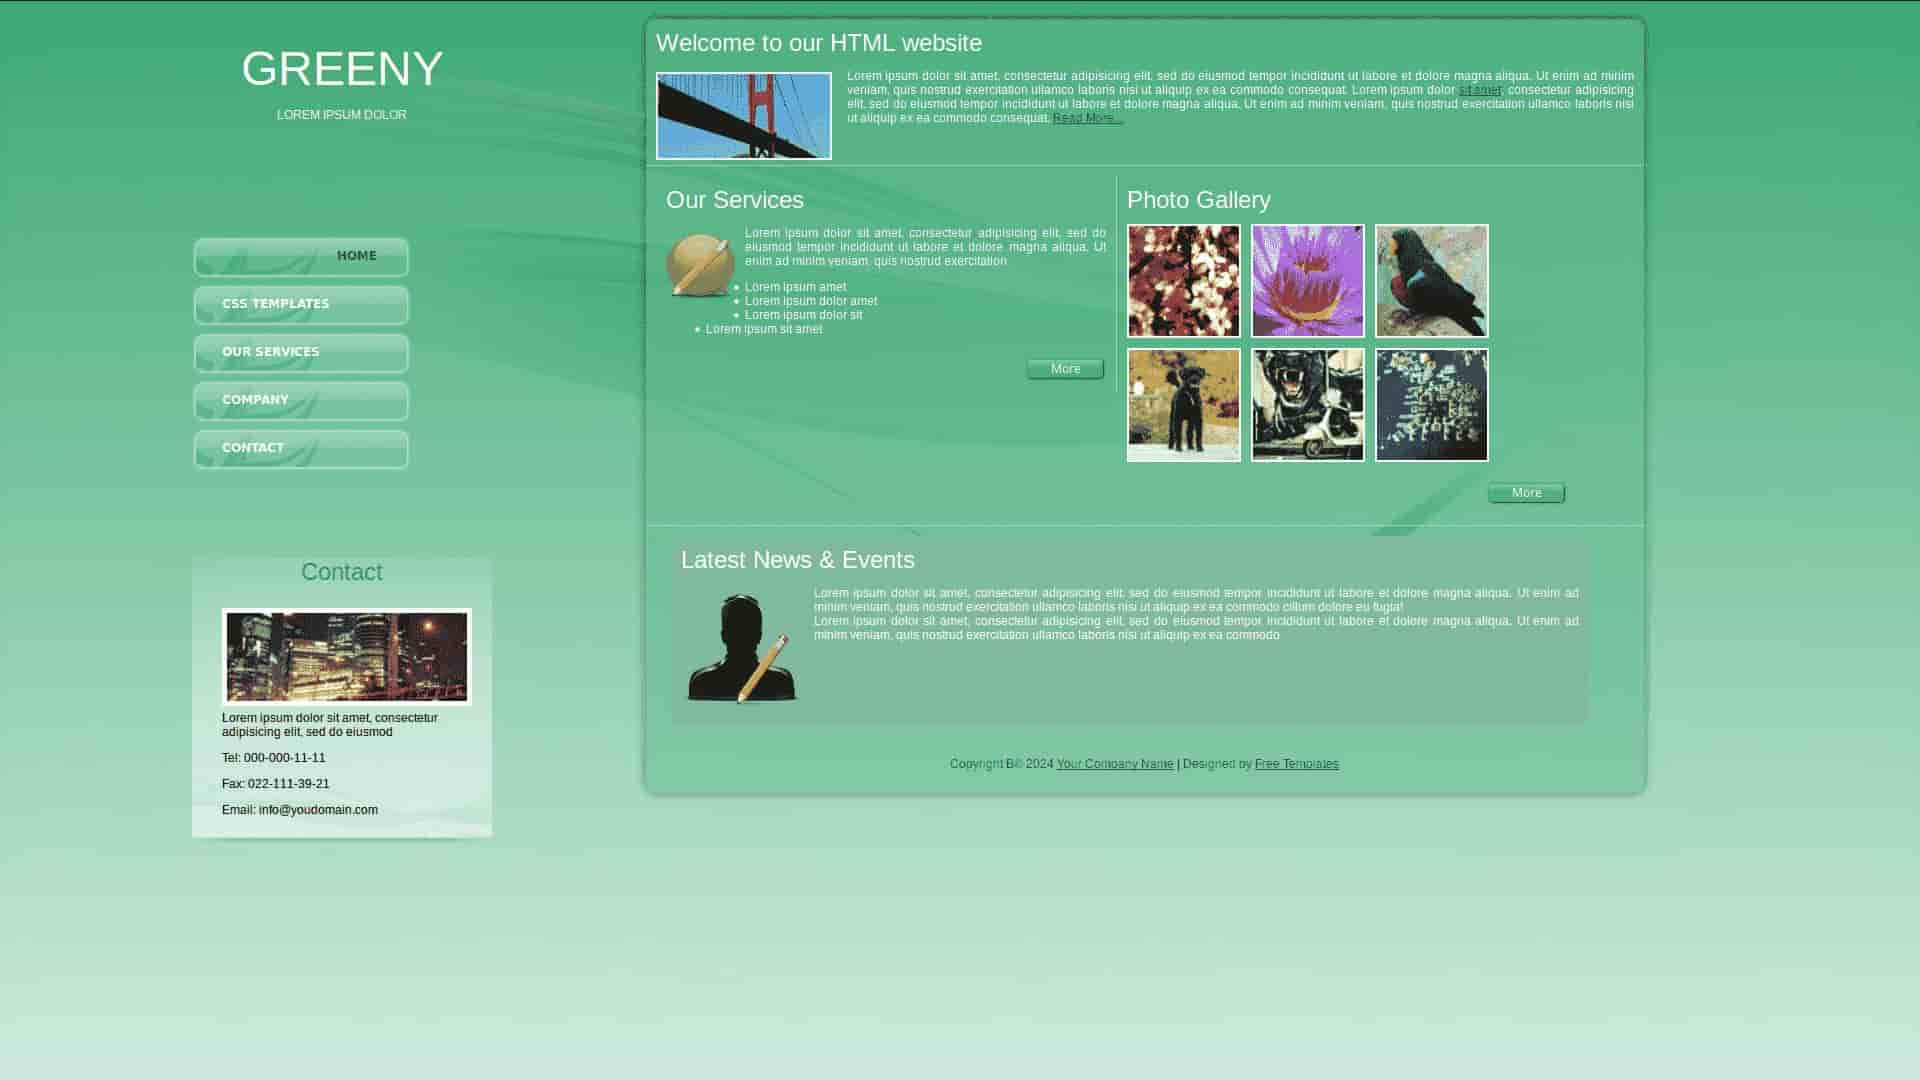 GREENY
LOREM IPSUM DOLOR
HOME
CSS TEMPLATES
OUR SERVICES
COMPANY
CONTACT
Contact
Lorem ipsum dolor sit amet, consectetur
adipisicing elit, sed do eiusmod
Tel: 000-000-11-11
Fax: 022-111-39-21
Email: info@youdomain.com
Welcome to our HTML website
Lorem ipsum dolor sit amet, consectetur adipisicing elit, sed do eiusmod tempor incididunt ut labore et dolore magna aliqua. Ut enim ad minim
veniam, quis nostrud exercitation ullamco laboris nisi ut aliquip ex ea commodo consequat. Lorem ipsum dolor sit amet, consectetur adipisicing
elit, sed do eiusmod tempor incididunt ut labore et dolore magna aliqua. Ut enim ad minim veniam, quis nostrud exercitation ullamco laboris nisi
ut aliquip ex ea commodo consequat. Read More...
Our Services
Lorem ipsum dolor sit amet, consectetur adipisicing elit, sed do
eiusmod tempor incididunt ut labore et dolore magna aliqua. Ut
enim ad minim veniam, quis nostrud exercitation
Lorem ipsum amet
Lorem ipsum dolor amet
Lorem ipsum dolor sit
Lorem ipsum sit amet
More
Photo Gallery
More
Latest News & Events
Lorem ipsum dolor sit amet, consectetur adipisicing elit, sed do eiusmod tempor incididunt ut labore et dolore magna aliqua. Ut enim ad
minim veniam, quis nostrud exercitation ullamco laboris nisi ut aliquip ex ea commodo cillum dolore eu fugiat
Lorem ipsum dolor sit amet, consectetur adipisicing elit, sed do eiusmod tempor incididunt ut labore et dolore magna aliqua. Ut enim ad
minim veniam, quis nostrud exercitation ullamco laboris nisi ut aliquip ex ea commodo
Copyright В© 2024 Your Company Name | Designed by Free Templates